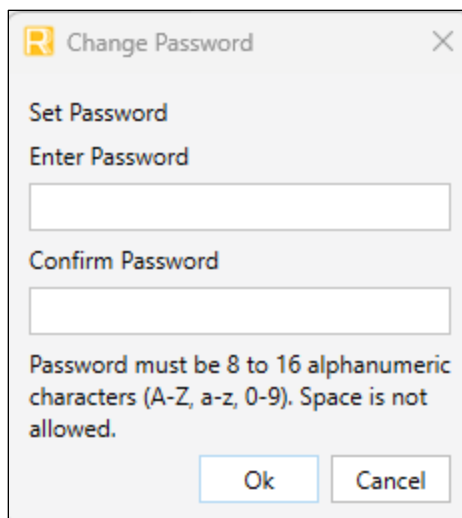 R Change Password
Set Password
Enter Password
Confirm Password
Password must be 8 to 16 alphanumeric
characters (A-Z, a-z, 0-9). Space is not
allowed.
Ok Cancel